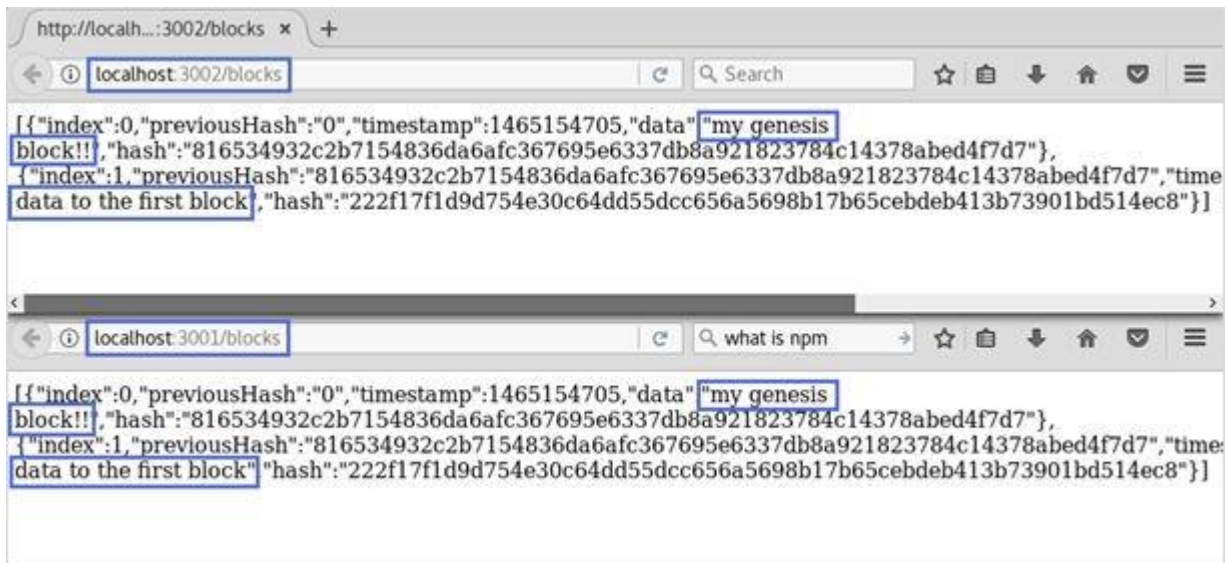 http://localh...:3002/blocks × +
localhost:3002/blocks Search
[{"index":0,"previousHash":"0","timestamp":1465154705,"data" "my genesis
block!!","hash":"816534932c2b7154836da6afc367695e6337db8a921823784c14378abed4f7d7"},
{"index":1,"previousHash":"816534932c2b7154836da6afc367695e6337db8a921823784c14378abed4f7d7","time
data to the first block","hash":"222f17f1d9d754e30c64dd55dcc656a5698b17b65cebdeb413b73901bd514ec8"}]
localhost:3001/blocks what is npm
[{"index":0,"previousHash":"0","timestamp":1465154705,"data" "my genesis
block!!","hash":"816534932c2b7154836da6afc367695e6337db8a921823784c14378abed4f7d7"},
{"index":1,"previousHash":"816534932c2b7154836da6afc367695e6337db8a921823784c14378abed4f7d7","times
data to the first block" "hash":"222f17f1d9d754e30c64dd55dcc656a5698b17b65cebdeb413b73901bd514ec8"}]